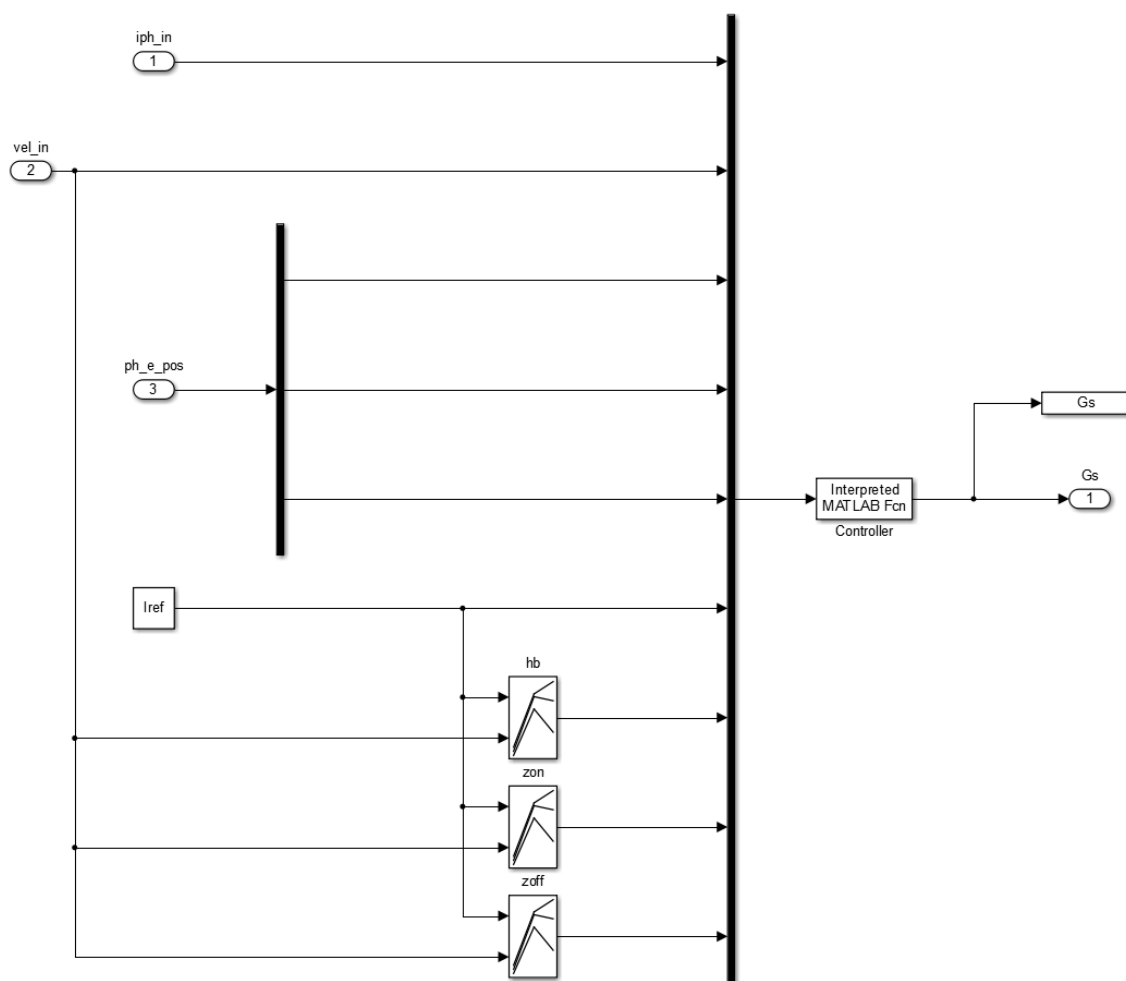 iph_in
1
vel_in
2
ph_e_pos
3
Gs
Gs
1
Interpreted
MATLAB Fcn
Controller
Iref
hb
zon
zoff